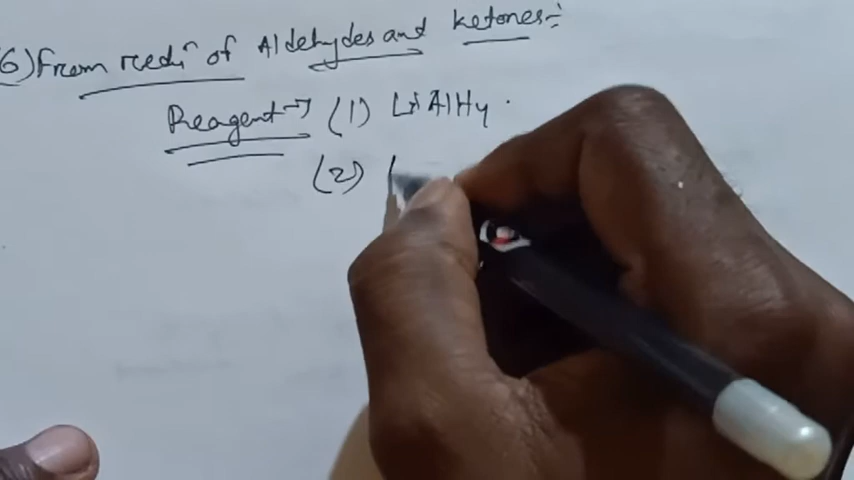 (6) From redn of Aldehydes and ketones:-
Reagent → (1) LiAlH4.
(2)